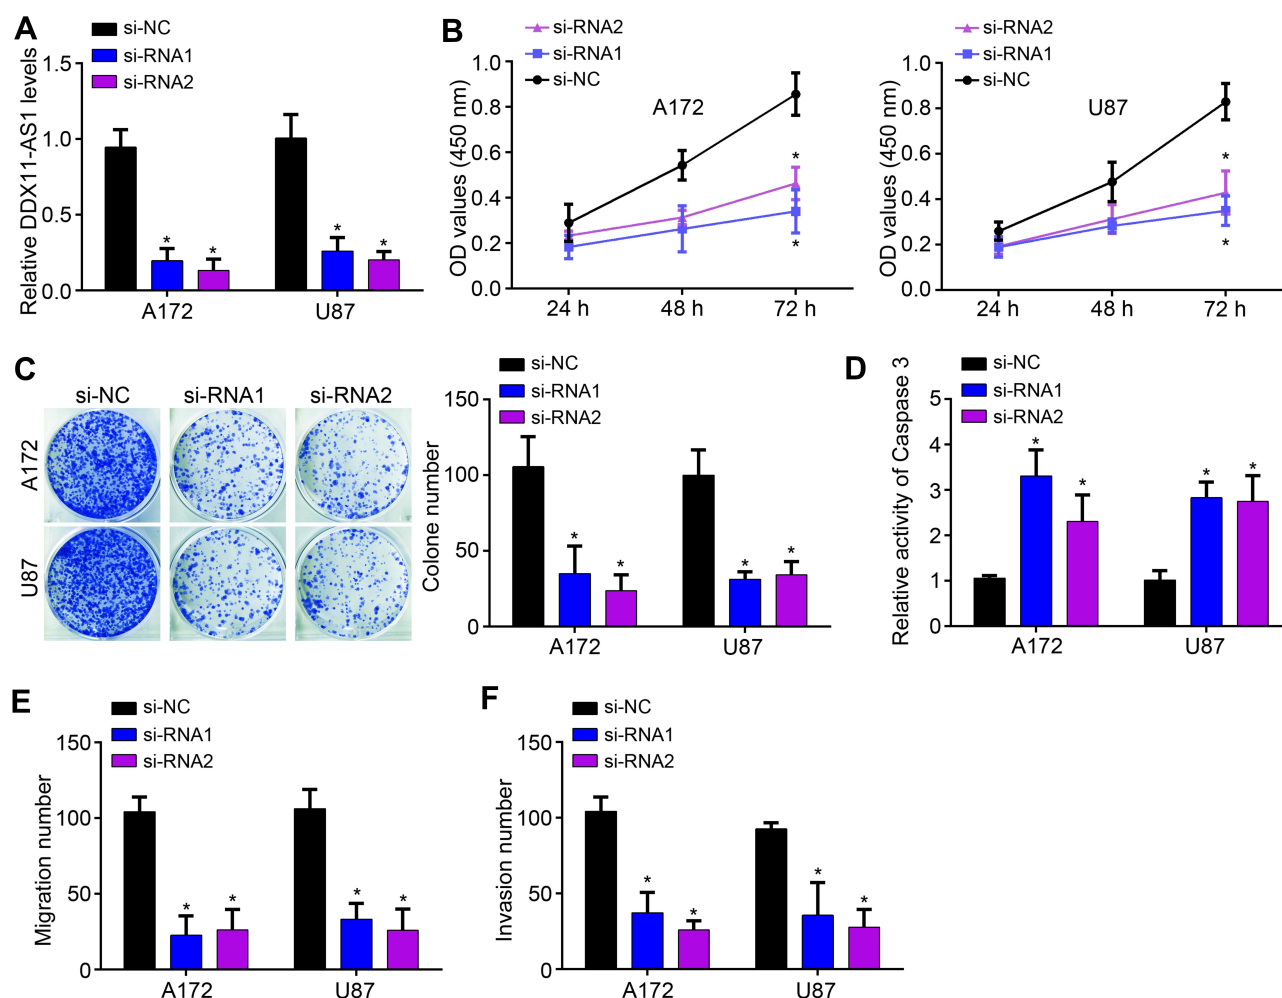 A
si-NC
si-RNA1
si-RNA2
Relative DDX11-AS1 levels
1.5
1.0
0.5
0.0
* * * *
A172 U87
B
si-RNA2
si-RNA1
si-NC
OD values (450 nm)
1.0
0.8
0.6
0.4
0.2
0.0
A172
*
*
24 h 48 h 72 h
si-RNA2
si-RNA1
si-NC
OD values (450 nm)
1.0
0.8
0.6
0.4
0.2
0.0
U87
*
*
24 h 48 h 72 h
C
si-NC si-RNA1 si-RNA2
A172
U87
si-NC
si-RNA1
si-RNA2
Colone number
150
100
50
0
* * * *
A172 U87
D
si-NC
si-RNA1
si-RNA2
Relative activity of Caspase 3
5
4
3
2
1
0
* * * *
A172 U87
E
si-NC
si-RNA1
si-RNA2
Migration number
150
100
50
0
* * * *
A172 U87
F
si-NC
si-RNA1
si-RNA2
Invasion number
150
100
50
0
* * * *
A172 U87